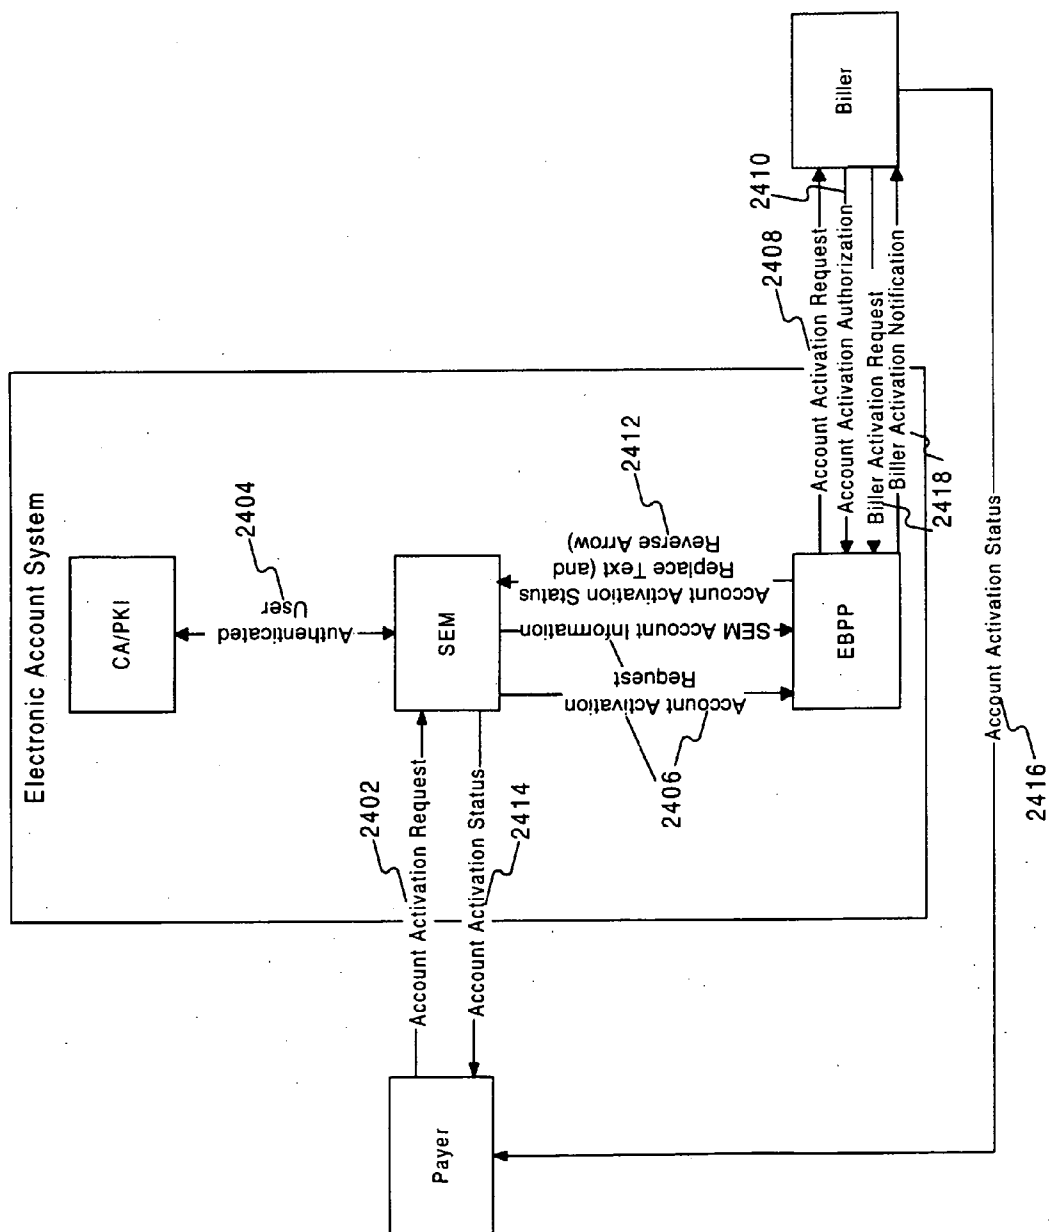 Electronic Account System
CA/PKI
2404
User
Authenticated
2402
Account Activation Request
Payer
Account Activation Status
2414
SEM
2406
Account Activation
Request
SEM Account Information
Account Activation Status
Replace Text (and
Reverse Arrow)
2412
EBPP
2408
Account Activation Request
2410
Account Activation Authorization
Biller Activation Request
Biller Activation Notification
2418
Biller
Account Activation Status
2416